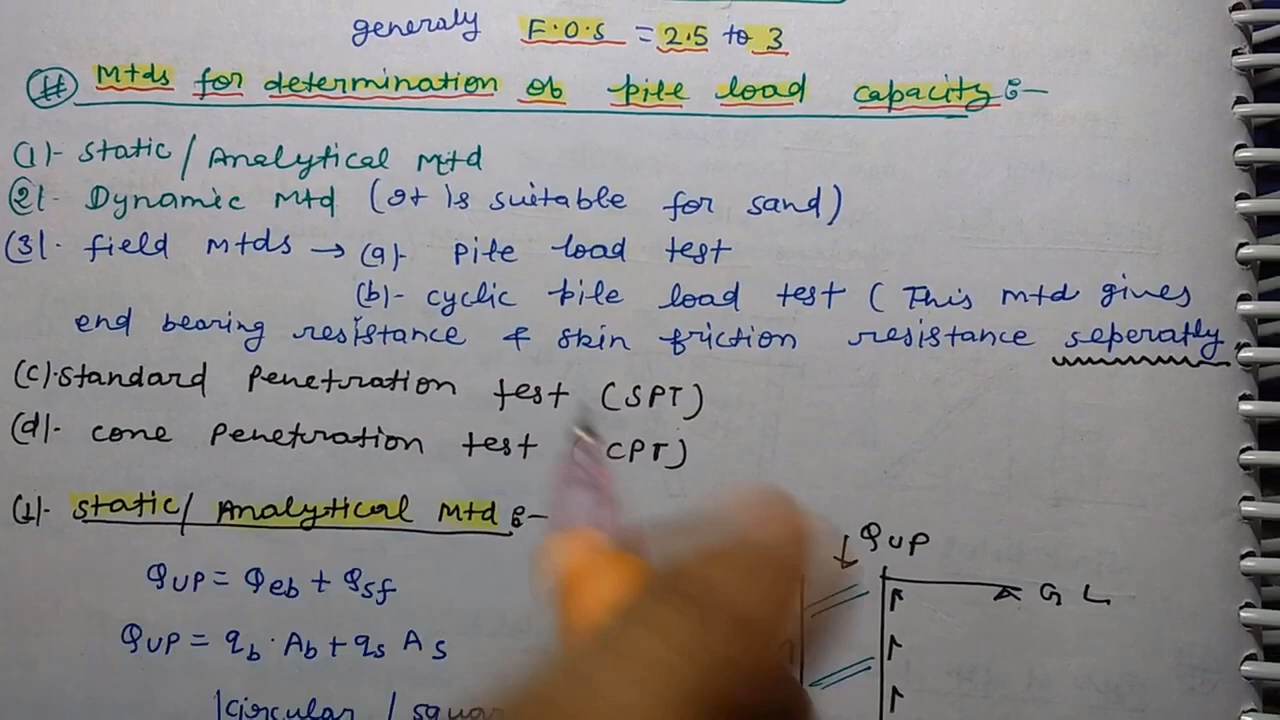 generaly F.O.S = 2.5 to 3
# Mtds for determination of pile load capacity :-
(1)- static / Analytical Mtd
(2)- Dynamic Mtd (It is suitable for sand)
(3)- field Mtds → (a)- Pile load test
(b)- cyclic pile load test ( This mtd gives
end bearing resistance & skin friction resistance seperatly.
(c)- standard Penetration test (SPT)
(d)- cone Penetration test (CPT)
(1)- static/ Analytical Mtd :-
QUP = Qeb + Qsf
QUP = qb . Ab + qs As
circular /
QUP
G L